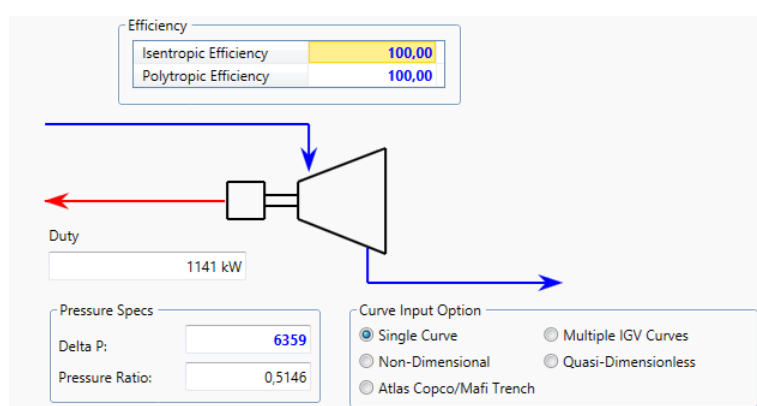 Efficiency
Isentropic Efficiency 100,00
Polytropic Efficiency 100,00
Duty
1141 kW
Pressure Specs
Delta P: 6359
Pressure Ratio: 0,5146
Curve Input Option
Single Curve Multiple IGV Curves
Non-Dimensional Quasi-Dimensionless
Atlas Copco/Mafi Trench